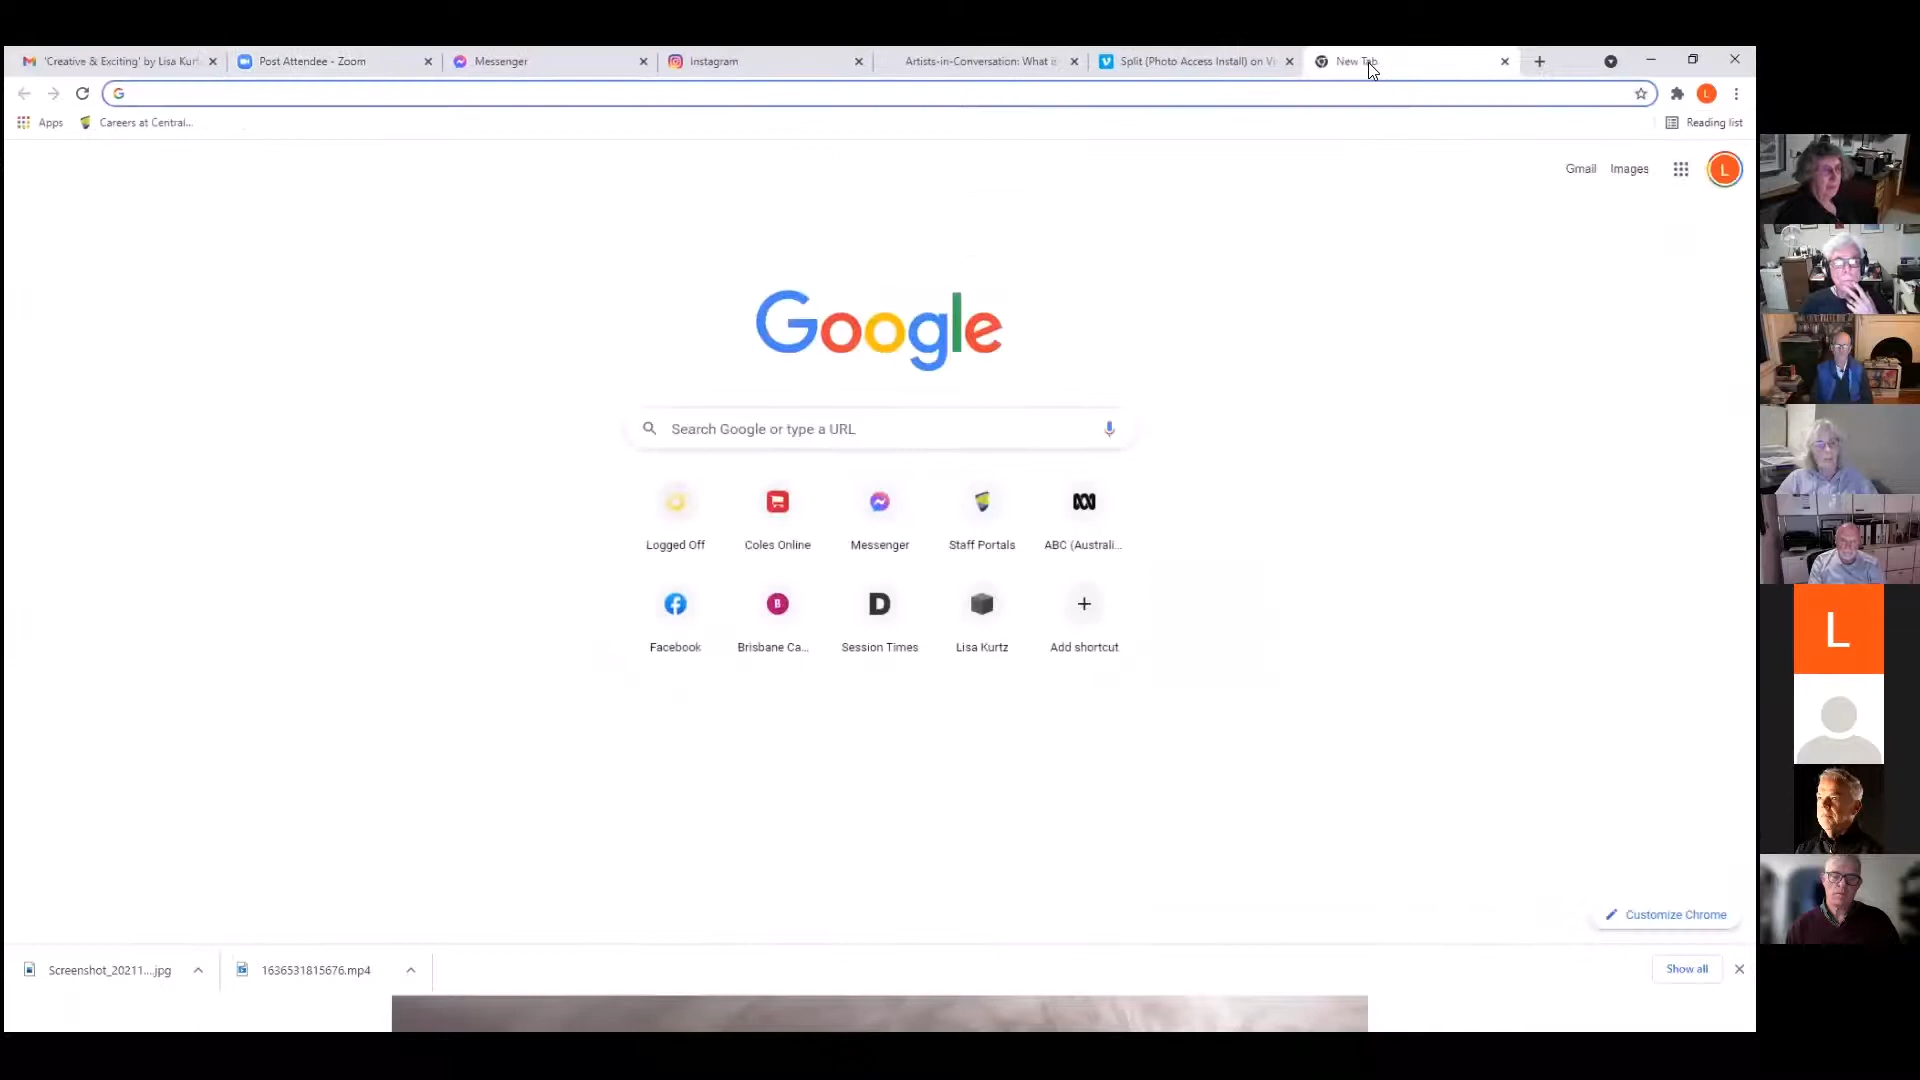 'Creative & Exciting' by Lisa Kur
Post Attendee - Zoom
Messenger
Instagram
Artists-in-Conversation: What is
Split (Photo Access Install) on Vi
New Tab
Apps
Careers at Central...
Reading list
Gmail
Images
L
L
Google
Search Google or type a URL
Logged Off
Coles Online
Messenger
Staff Portals
ABC (Australi...
B
D
Facebook
Brisbane Ca...
Session Times
Lisa Kurtz
Add shortcut
L
Customize Chrome
Screenshot_20211....jpg
1636531815676.mp4
Show all